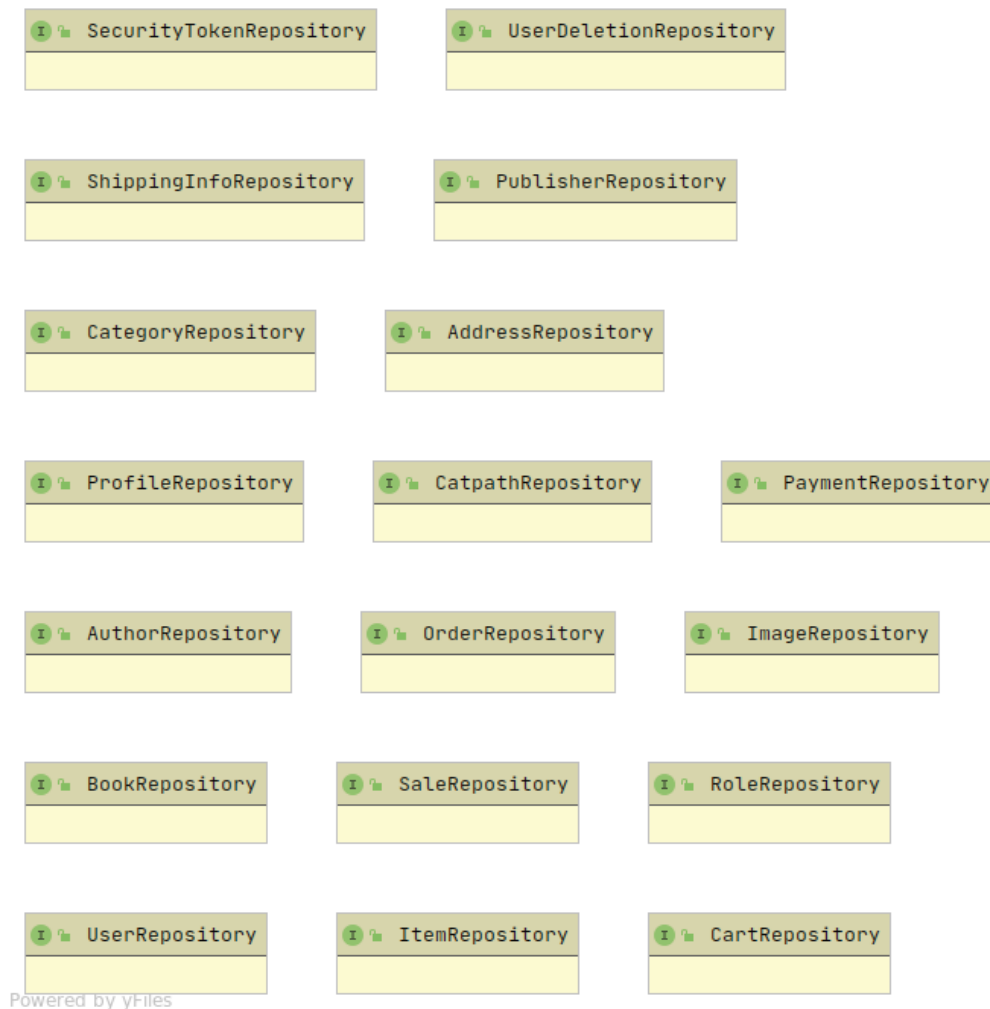 SecurityTokenRepository
UserDeletionRepository
ShippingInfoRepository
PublisherRepository
CategoryRepository
AddressRepository
ProfileRepository
CatpathRepository
PaymentRepository
AuthorRepository
OrderRepository
ImageRepository
BookRepository
SaleRepository
RoleRepository
UserRepository
ItemRepository
CartRepository
Powered by yFiles